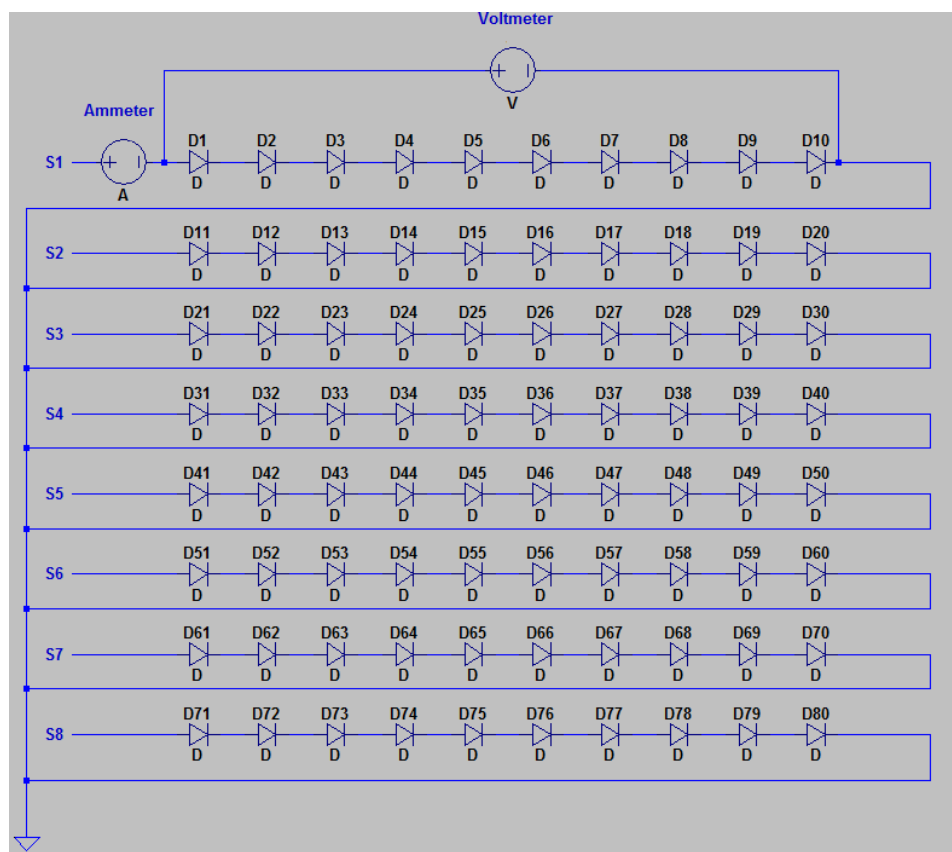 Voltmeter
V
Ammeter
D1 D2 D3 D4 D5 D6 D7 D8 D9 D10
S1
A D D D D D D D D D D
D11 D12 D13 D14 D15 D16 D17 D18 D19 D20
S2
D D D D D D D D D D
D21 D22 D23 D24 D25 D26 D27 D28 D29 D30
S3
D D D D D D D D D D
D31 D32 D33 D34 D35 D36 D37 D38 D39 D40
S4
D D D D D D D D D D
D41 D42 D43 D44 D45 D46 D47 D48 D49 D50
S5
D D D D D D D D D D
D51 D52 D53 D54 D55 D56 D57 D58 D59 D60
S6
D D D D D D D D D D
D61 D62 D63 D64 D65 D66 D67 D68 D69 D70
S7
D D D D D D D D D D
D71 D72 D73 D74 D75 D76 D77 D78 D79 D80
S8
D D D D D D D D D D